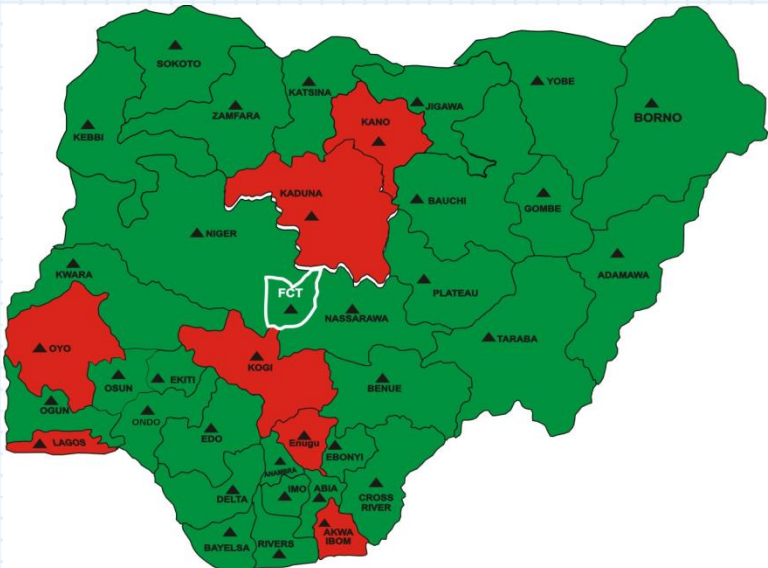 SOKOTO
KATSINA
YOBE
ZAMFARA
JIGAWA
BORNO
KANO
KEBBI
KADUNA
BAUCHI
GOMBE
NIGER
ADAMAWA
KWARA
FCT
PLATEAU
NASSARAWA
TARABA
OYO
KOGI
OSUN
EKITI
BENUE
OGUN
ONDO
EDO
Enugu
LAGOS
EBONYI
ANAMBRA
IMO
ABIA
DELTA
CROSS
RIVER
AKWA
IBOM
BAYELSA
RIVERS